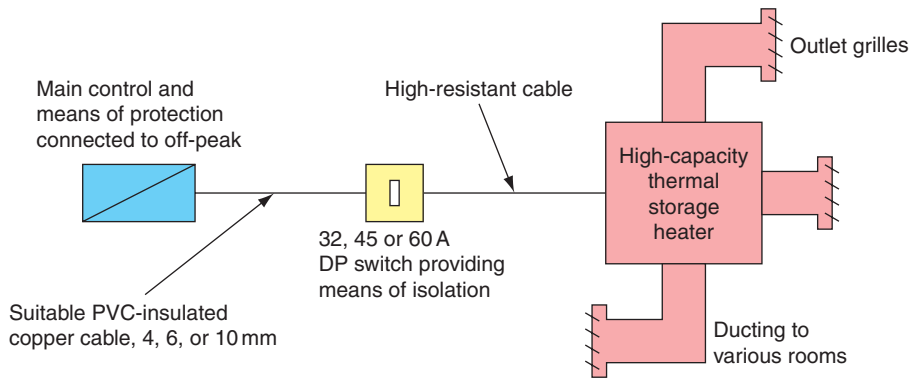 Main control and
means of protection
connected to off-peak
High-resistant cable
Outlet grilles
High-capacity
thermal
storage
heater
32, 45 or 60 A
DP switch providing
means of isolation
Suitable PVC-insulated
copper cable, 4, 6, or 10 mm
Ducting to
various rooms